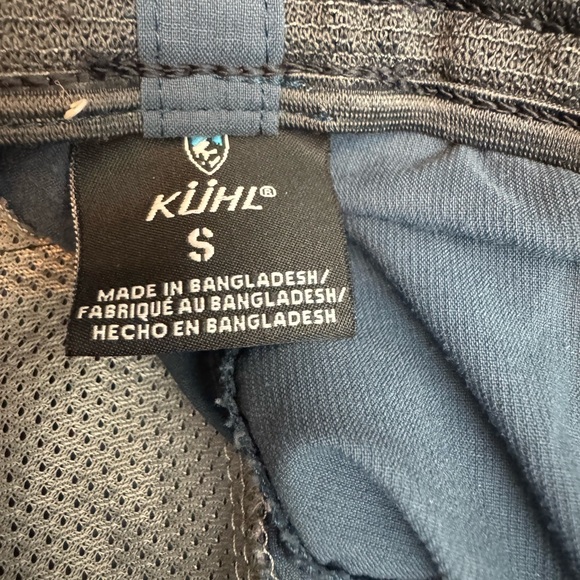 KÜHL®
S
MADE IN BANGLADESH/
FABRIQUÉ AU BANGLADESH/
HECHO EN BANGLADESH